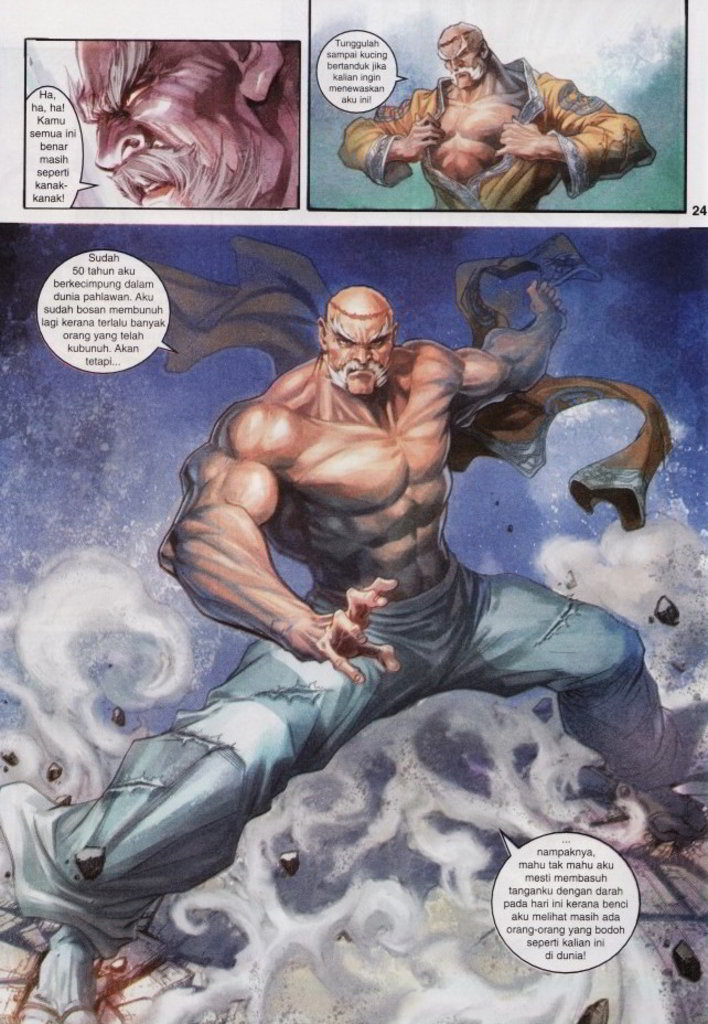 Ha,
ha, ha!
Kamu
semua ini
benar
masih
seperti
kanak-
kanak!
Tunggulah
sampai kucing
bertanduk jika
kalian ingin
menewaskan
aku ini!
24
Sudah
50 tahun aku
berkecimpung dalam
dunia pahlawan. Aku
sudah bosan membunuh
lagi kerana terlalu banyak
orang yang telah
kubunuh. Akan
tetapi...
...
nampaknya,
mahu tak mahu aku
mesti membasuh
tanganku dengan darah
pada hari ini kerana benci
aku melihat masih ada
orang-orang yang bodoh
seperti kalian ini
di dunia!